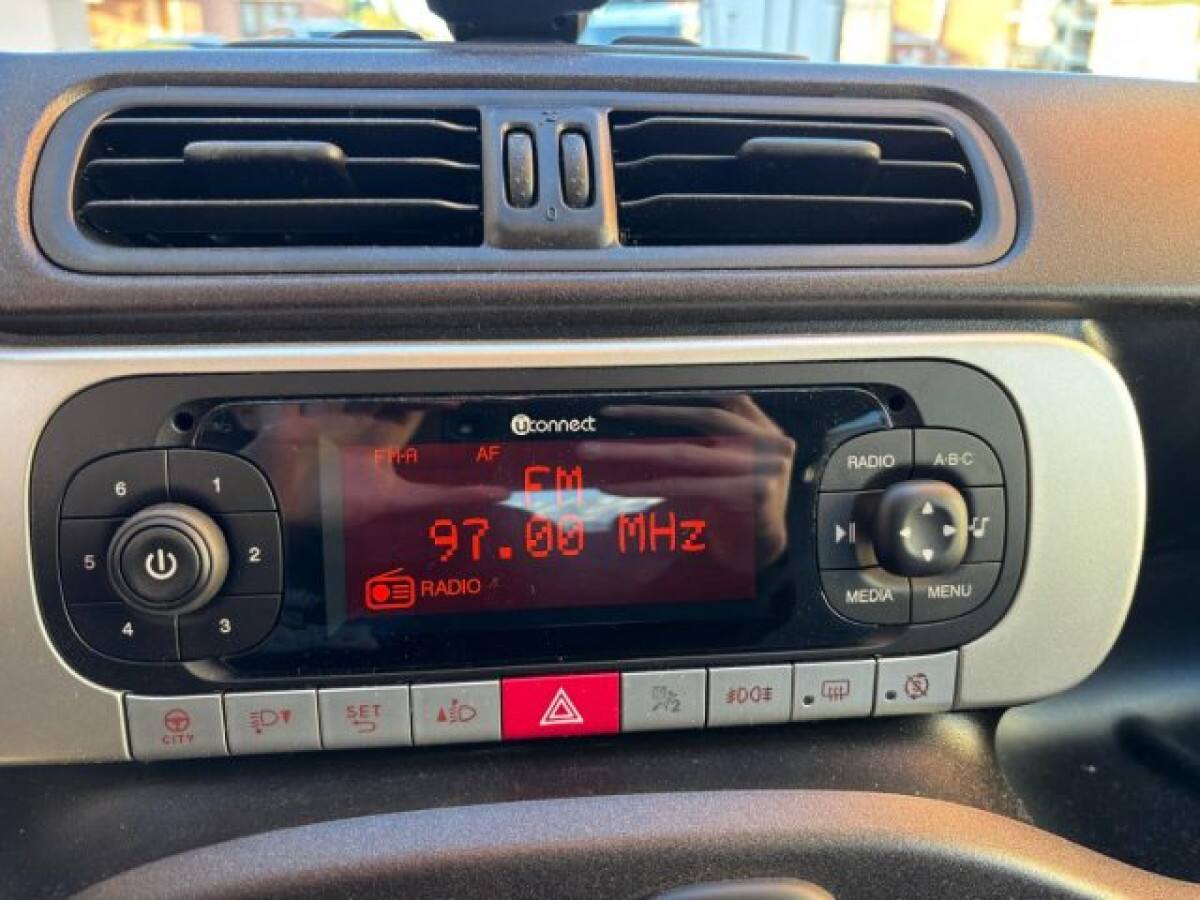 0
uconnect
FM-A AF
FM
97.00 MHz
RADIO
6 1
5 2
4 3
RADIO A·B·C
MEDIA MENU
CITY
SET